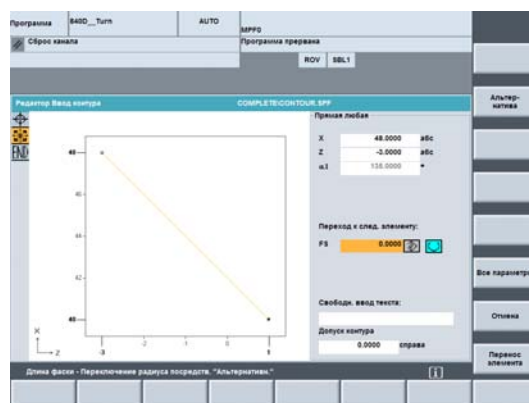 Программа
840D__Turn
AUTO
MPF0
Сброс канала
Программа прервана
ROV SBL1
Редактор Ввод контура
COMPLETE\CONTOUR.SPF
Альтер-
натива
Прямая любая
X 48.0000 абс
Z -3.0000 абс
α1 135.0000 °
END
48
46
44
42
40
-3 -2 -1 0 1
X
Z
Переход к след. элементу:
FS 0.0000
Все параметры
Свободн. ввод текста:
Отмена
Допуск контура
0.0000 справа
Перенос
элемента
Длина фаски - Переключение радиуса посредств. "Альтернативн."